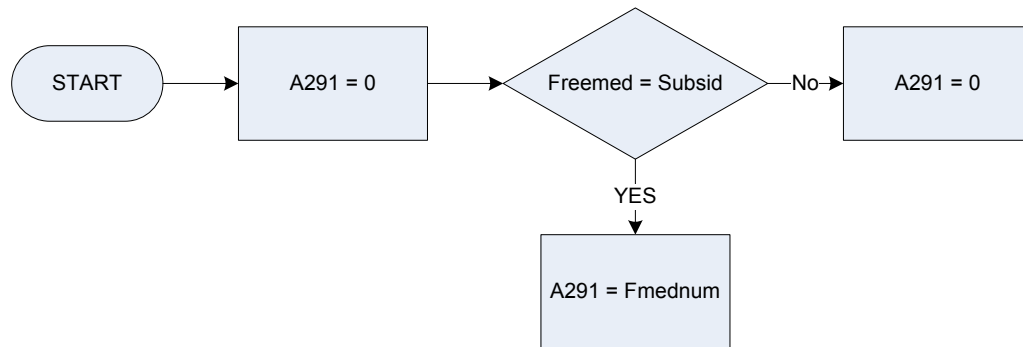 START
A291 = 0
Freemed = Subsid
No
A291 = 0
YES
A291 = Fmednum